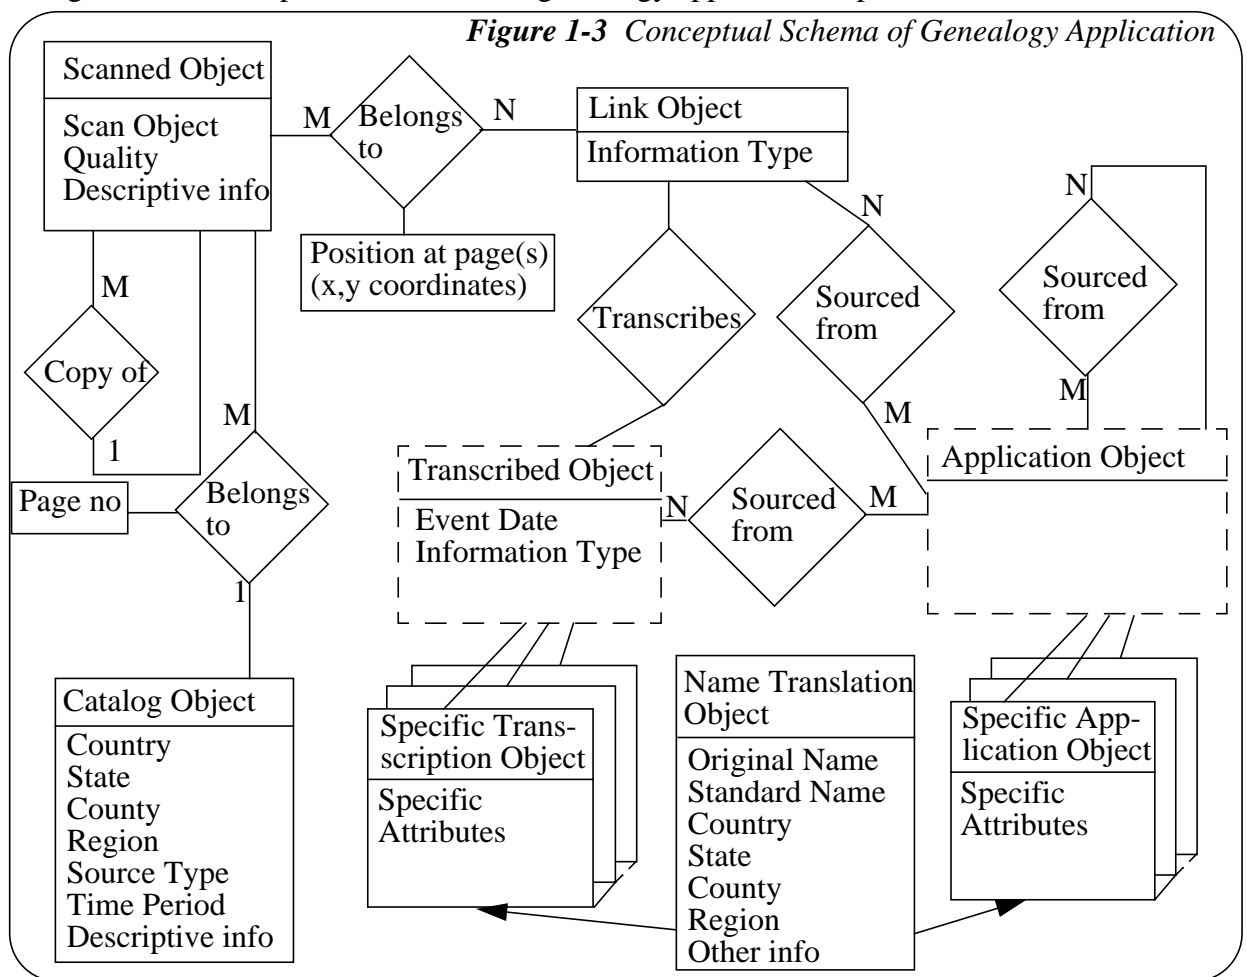 Figure 1-3 Conceptual Schema of Genealogy Application
Scanned Object
Scan Object
Quality
Descriptive info
M
Belongs
to
N
Link Object
Information Type
Position at page(s)
(x,y coordinates)
M
Copy of
1
Transcribes
N
Sourced
from
M
N
Sourced
from
M
M
Page no
Belongs
to
1
Transcribed Object
Event Date
Information Type
N
Sourced
from
M
Application Object
Catalog Object
Country
State
County
Region
Source Type
Time Period
Descriptive info
Specific Trans-
scription Object
Specific
Attributes
Name Translation
Object
Original Name
Standard Name
Country
State
County
Region
Other info
Specific App-
lication Object
Specific
Attributes